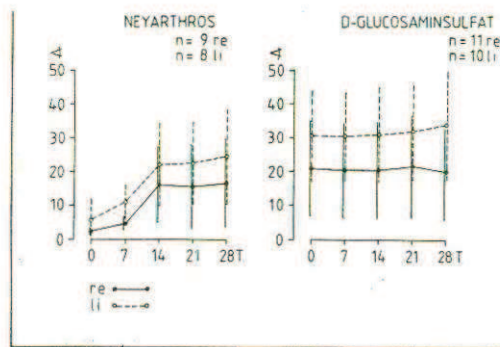 NEYARTHROS
n= 9 re
n= 8 li
50
40
30
20
10
0
0 7 14 21 28T
D-GLUCOSAMINSULFAT
n= 11 re
n= 10 li
50
40
30
20
10
0
0 7 14 21 28T
re
li